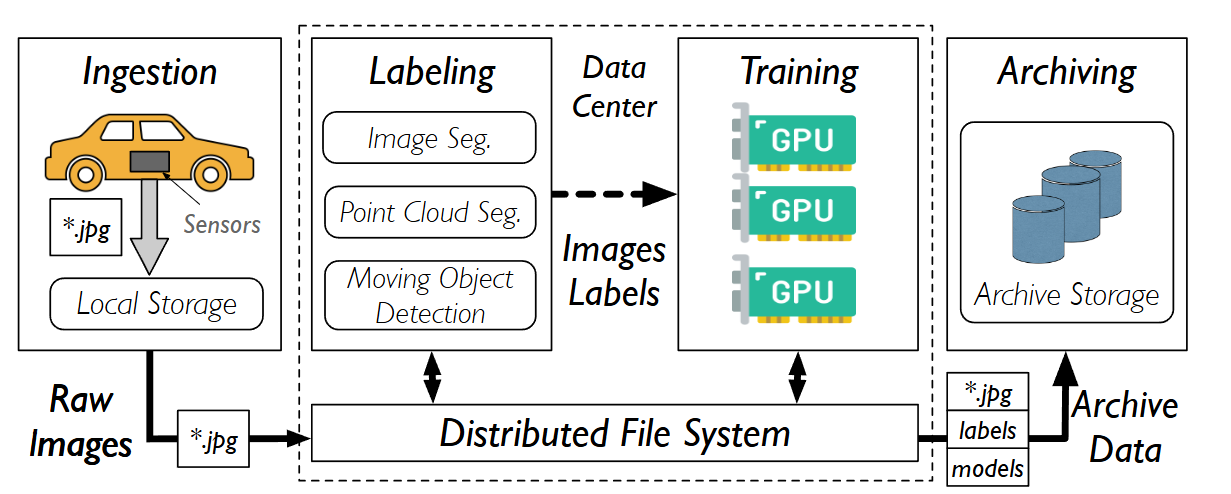 Ingestion
*.jpg
Sensors
Local Storage
Raw
Images
*.jpg
Labeling
Image Seg.
Point Cloud Seg.
Moving Object
Detection
Data
Center
Images
Labels
Training
GPU
GPU
GPU
Distributed File System
Archiving
Archive Storage
*.jpg
labels
models
Archive
Data